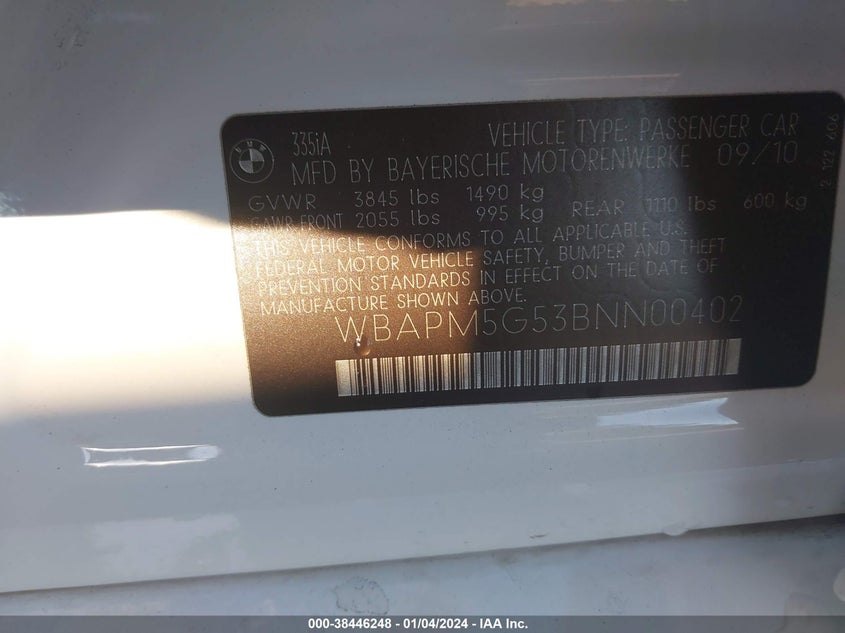 335iA
VEHICLE TYPE: PASSENGER CAR
MFD BY BAYERISCHE MOTORENWERKE 09/10
GVWR 3845 lbs 1490 kg
GAWR FRONT 2055 lbs 995 kg REAR 1110 lbs 600 kg
THIS VEHICLE CONFORMS TO ALL APPLICABLE U.S.
FEDERAL MOTOR VEHICLE SAFETY, BUMPER AND THEFT
PREVENTION STANDARDS IN EFFECT ON THE DATE OF
MANUFACTURE SHOWN ABOVE.
WBAPM5G53BNN00402
BMW
000-38446248 - 01/04/2024 - IAA